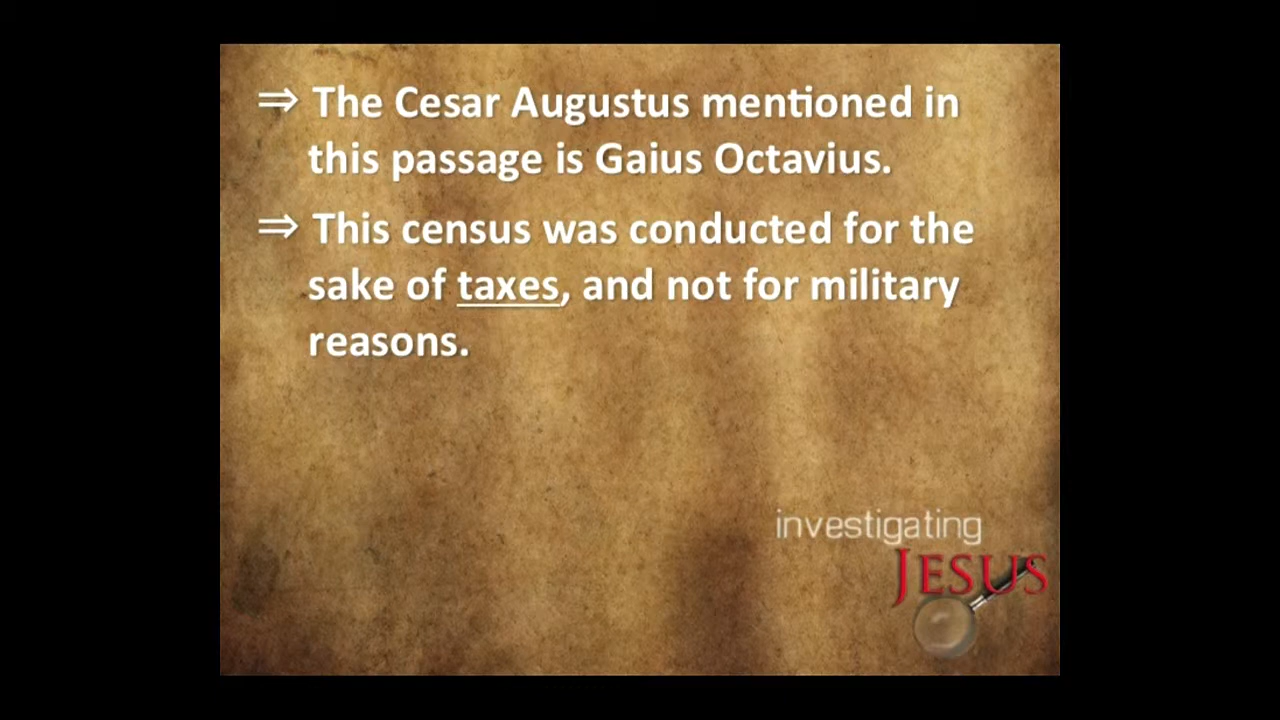 ⇒ The Cesar Augustus mentioned in
this passage is Gaius Octavius.
⇒ This census was conducted for the
sake of taxes, and not for military
reasons.
investigating
JESUS